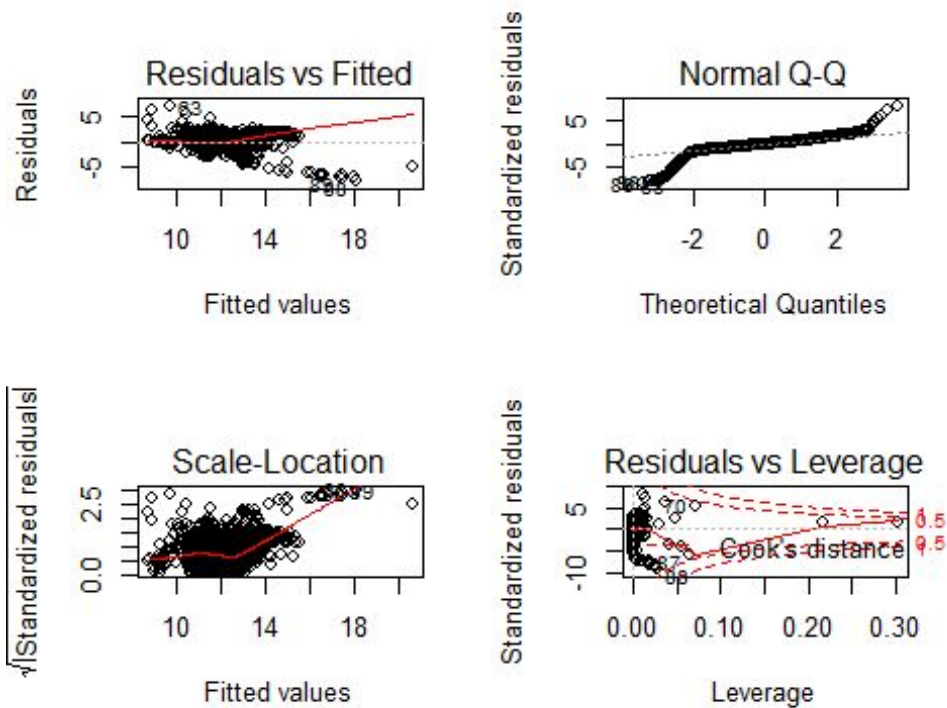 Residuals vs Fitted
Residuals
5
-5
63
10 14 18
Fitted values
Normal Q-Q
Standardized residuals
5
-5
-2 0 2
Theoretical Quantiles
Scale-Location
√|Standardized residuals|
2.5
0.0
10 14 18
Fitted values
Residuals vs Leverage
Standardized residuals
5
-10
70
Cook's distance
1
0.5
0.5
1
0.00 0.10 0.20 0.30
Leverage